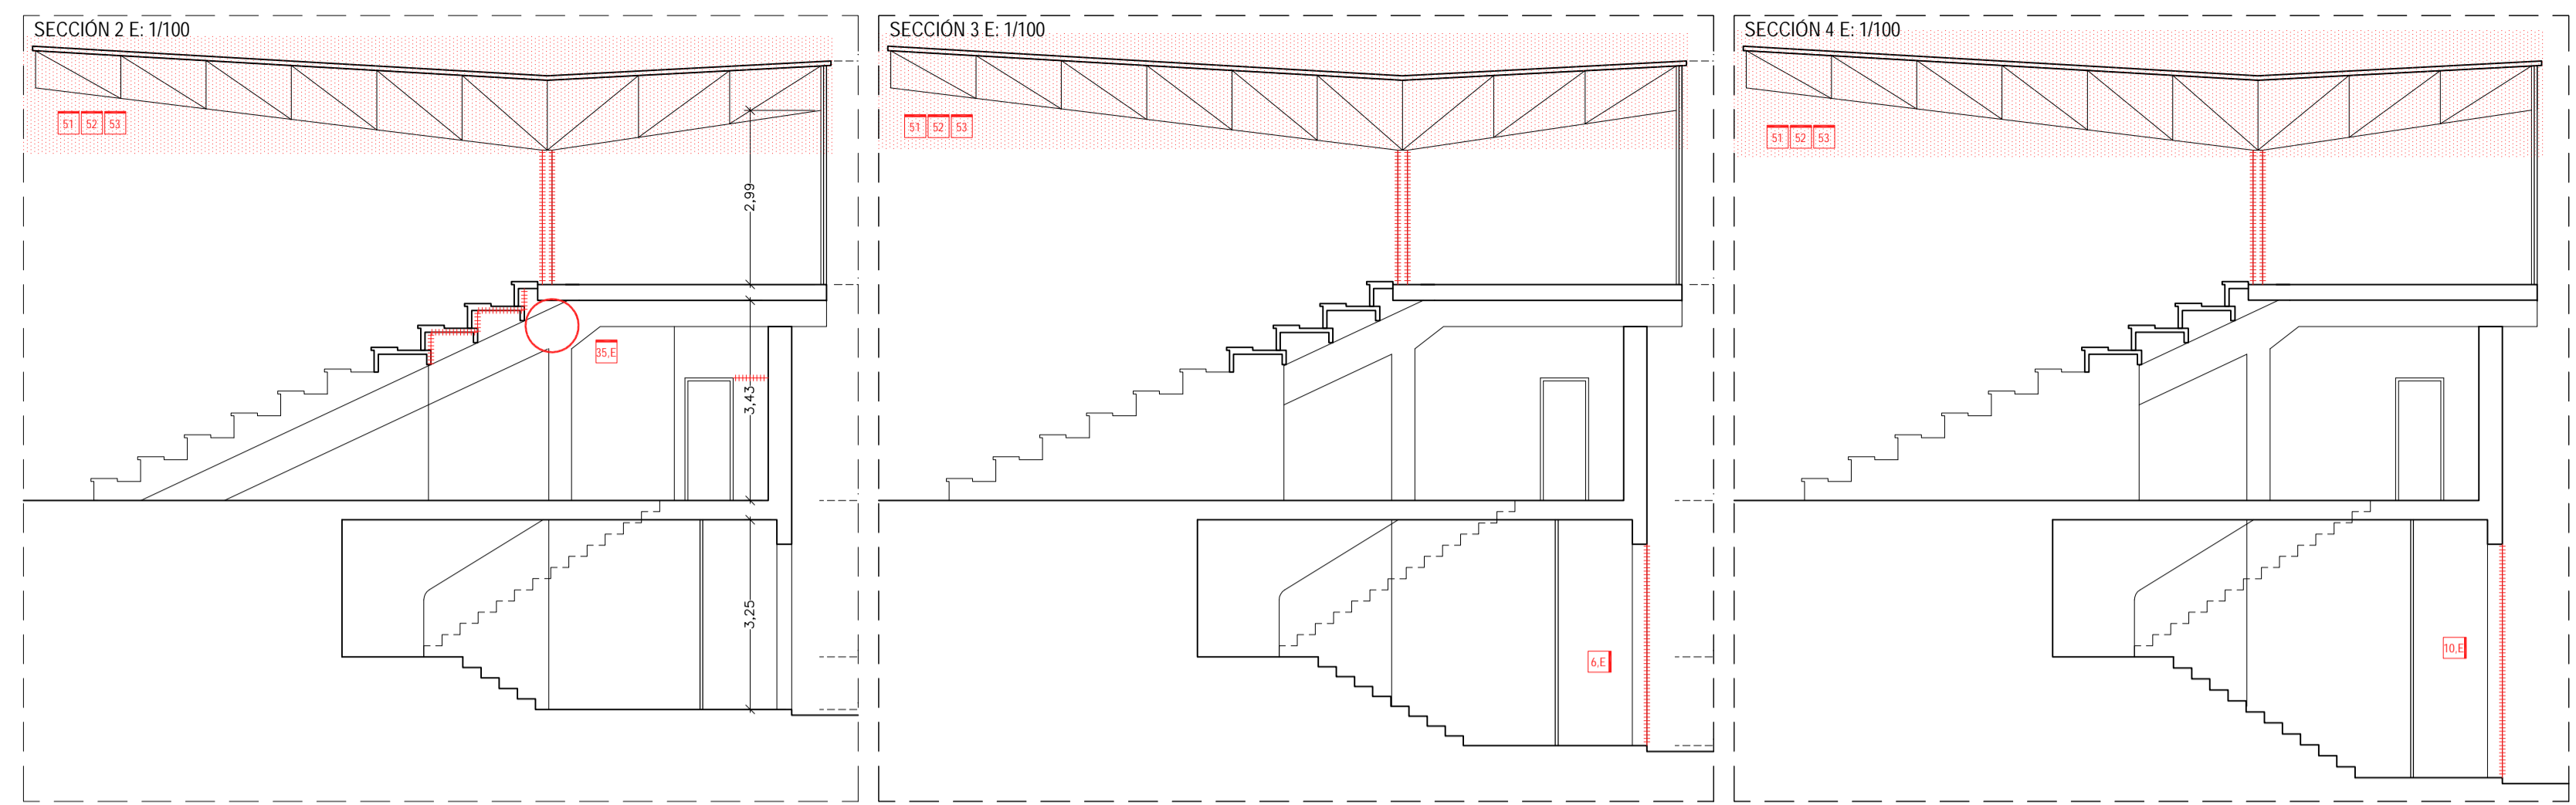 SECCIÓN 2 E: 1/100
51 52 53
2,99
35,E
3,43
3,25
SECCIÓN 3 E: 1/100
51 52 53
6,E
SECCIÓN 4 E: 1/100
51 52 53
10,E